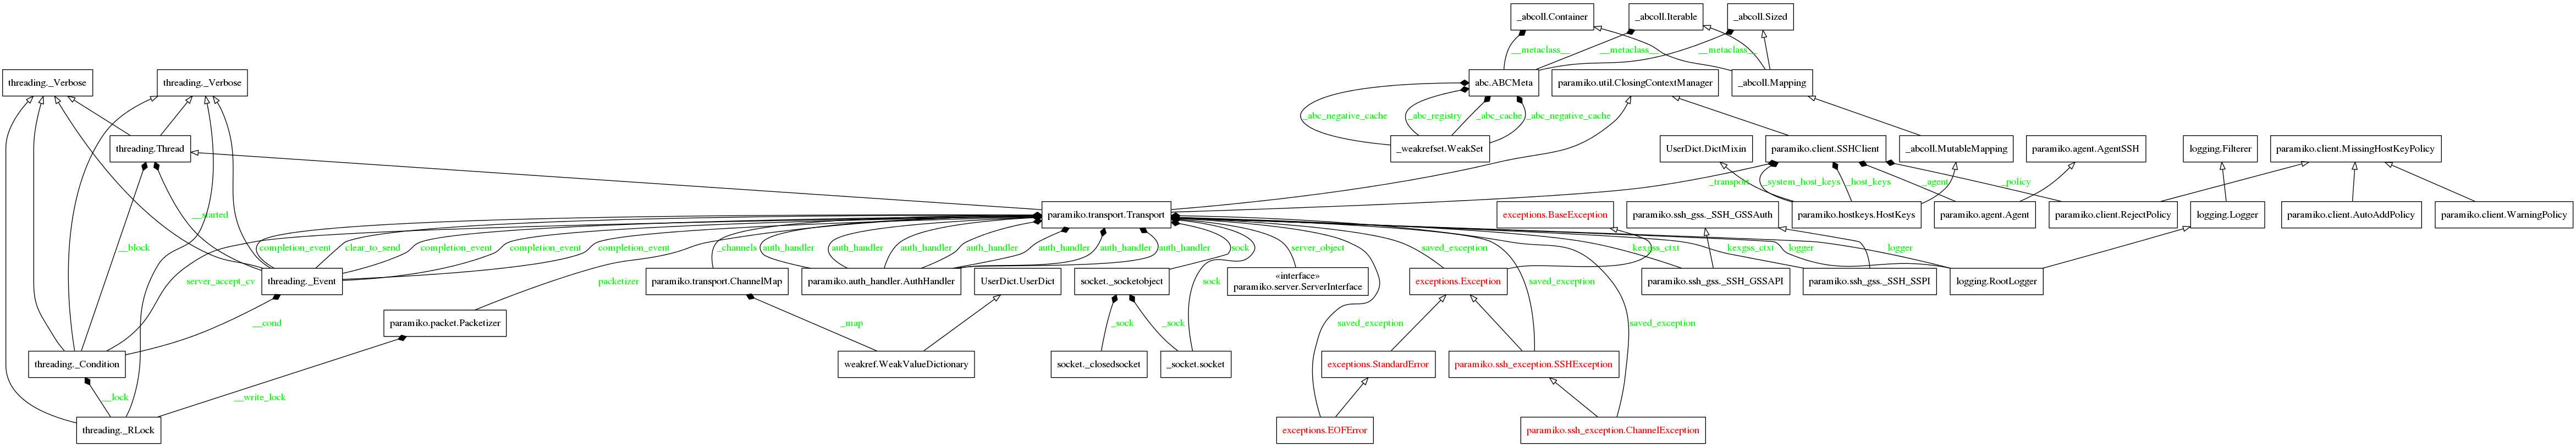 _abcoll.Container
_abcoll.Iterable
_abcoll.Sized
__metaclass__
__metaclass__
__metaclass__
threading._Verbose
threading._Verbose
abc.ABCMeta
paramiko.util.ClosingContextManager
_abcoll.Mapping
_abc_negative_cache
_abc_registry
_abc_cache
_abc_negative_cache
threading.Thread
_weakrefset.WeakSet
UserDict.DictMixin
paramiko.client.SSHClient
_abcoll.MutableMapping
paramiko.agent.AgentSSH
logging.Filterer
paramiko.client.MissingHostKeyPolicy
_transport
_system_host_keys
_host_keys
_agent
_policy
__started
paramiko.transport.Transport
exceptions.BaseException
paramiko.ssh_gss._SSH_GSSAuth
paramiko.hostkeys.HostKeys
paramiko.agent.Agent
paramiko.client.RejectPolicy
logging.Logger
paramiko.client.AutoAddPolicy
paramiko.client.WarningPolicy
__block
completion_event
clear_to_send
completion_event
completion_event
completion_event
_channels
auth_handler
auth_handler
auth_handler
auth_handler
auth_handler
auth_handler
auth_handler
sock
server_object
saved_exception
kexgss_ctxt
kexgss_ctxt
logger
logger
server_accept_cv
threading._Event
packetizer
paramiko.transport.ChannelMap
paramiko.auth_handler.AuthHandler
UserDict.UserDict
socket._socketobject
sock
«interface»
paramiko.server.ServerInterface
exceptions.Exception
saved_exception
paramiko.ssh_gss._SSH_GSSAPI
paramiko.ssh_gss._SSH_SSPI
logging.RootLogger
__cond
paramiko.packet.Packetizer
_map
_sock
_sock
saved_exception
saved_exception
threading._Condition
weakref.WeakValueDictionary
socket._closedsocket
_socket.socket
exceptions.StandardError
paramiko.ssh_exception.SSHException
__lock
__write_lock
threading._RLock
exceptions.EOFError
paramiko.ssh_exception.ChannelException